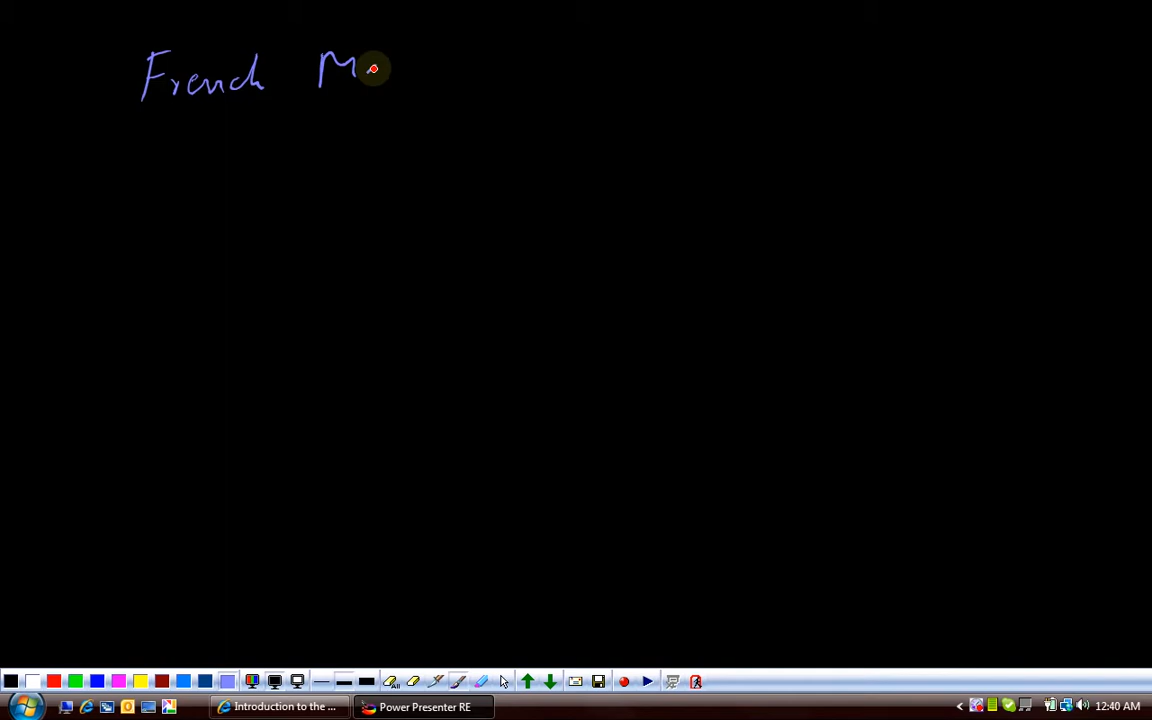 French M
Introduction to the ...
Power Presenter RE
12:40 AM